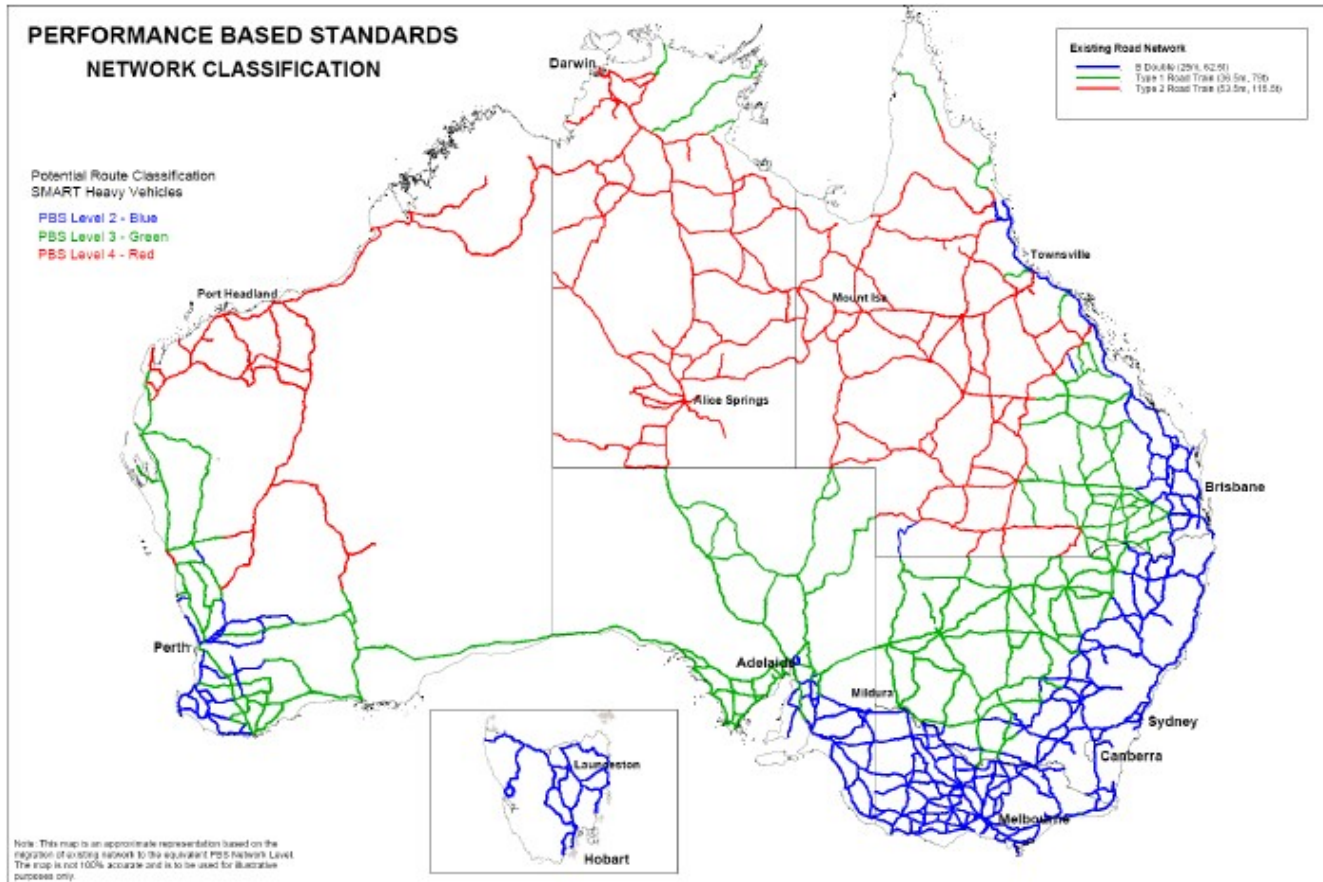 PERFORMANCE BASED STANDARDS
NETWORK CLASSIFICATION
Existing Road Network
B Double (25m, 62.5t)
Type 1 Road Train (36.5m, 79t)
Type 2 Road Train (53.5m, 115.5t)
Darwin
Potential Route Classification
SMART Heavy Vehicles
PBS Level 2 - Blue
PBS Level 3 - Green
PBS Level 4 - Red
Townsville
Port Headland
Mount Isa
Alice Springs
Brisbane
Perth
Adelaide
Mildura
Sydney
Canberra
Launceston
Melbourne
Hobart
Note: This map is an approximate representation based on the
migration of existing network to the equivalent PBS Network Level.
The map is not 100% accurate and is to be used for illustrative
purposes only.